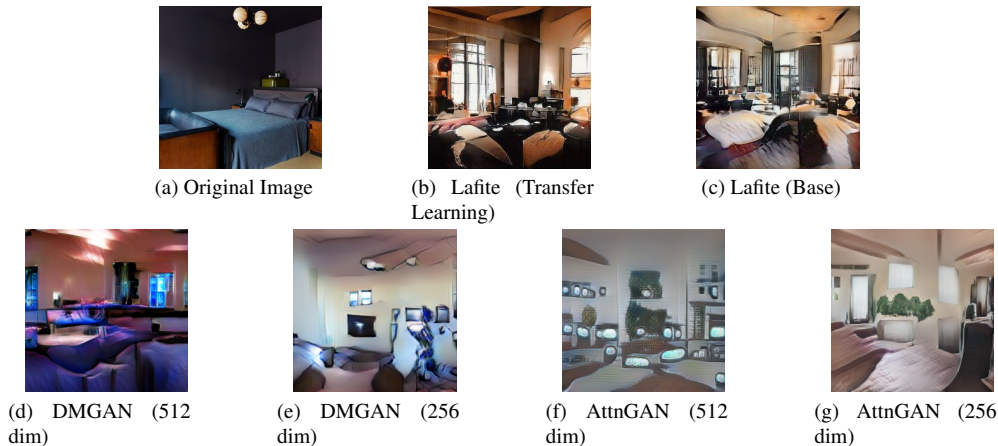 (a) Original Image
(b) Lafite (Transfer
Learning)
(c) Lafite (Base)
(d) DMGAN (512
dim)
(e) DMGAN (256
dim)
(f) AttnGAN (512
dim)
(g) AttnGAN (256
dim)